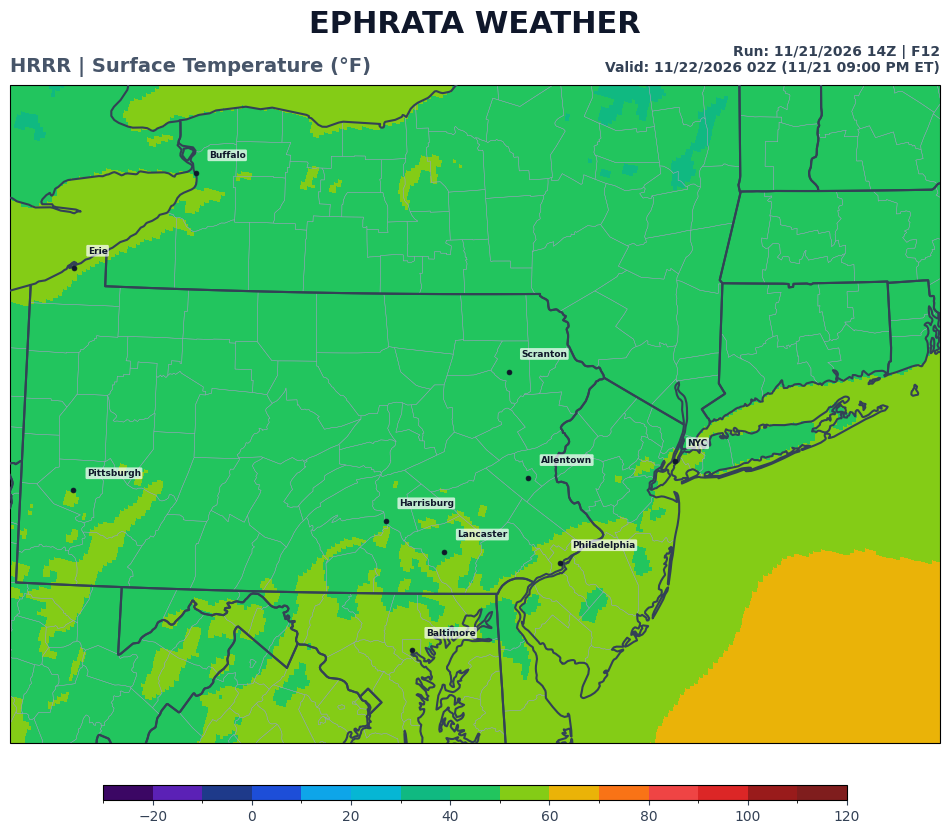 EPHRATA WEATHER
HRRR | Surface Temperature (°F)
Run: 11/21/2026 14Z | F12
Valid: 11/22/2026 02Z (11/21 09:00 PM ET)
Buffalo
Erie
Scranton
NYC
Allentown
Pittsburgh
Harrisburg
Lancaster
Philadelphia
Baltimore
−20 0 20 40 60 80 100 120